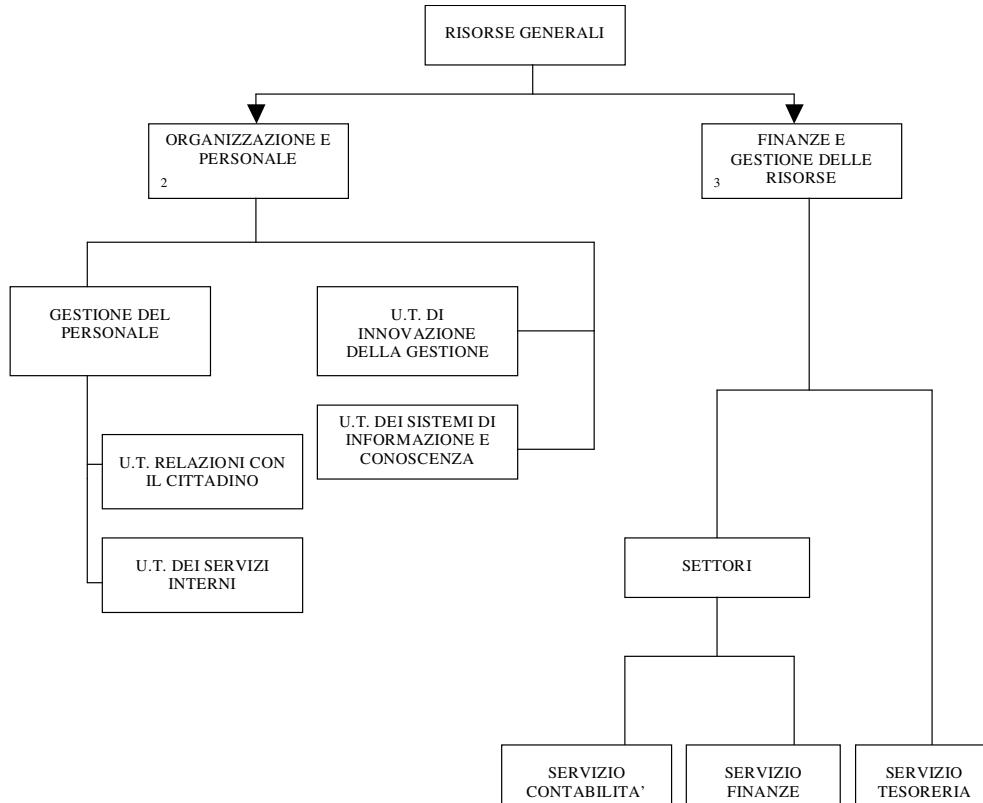 RISORSE GENERALI
ORGANIZZAZIONE E
PERSONALE
2
FINANZE E
GESTIONE DELLE
RISORSE
3
GESTIONE DEL
PERSONALE
U.T. DI
INNOVAZIONE
DELLA GESTIONE
U.T. DEI SISTEMI DI
INFORMAZIONE E
CONOSCENZA
U.T. RELAZIONI CON
IL CITTADINO
U.T. DEI SERVIZI
INTERNI
SETTORI
SERVIZIO
CONTABILITA’
SERVIZIO
FINANZE
SERVIZIO
TESORERIA